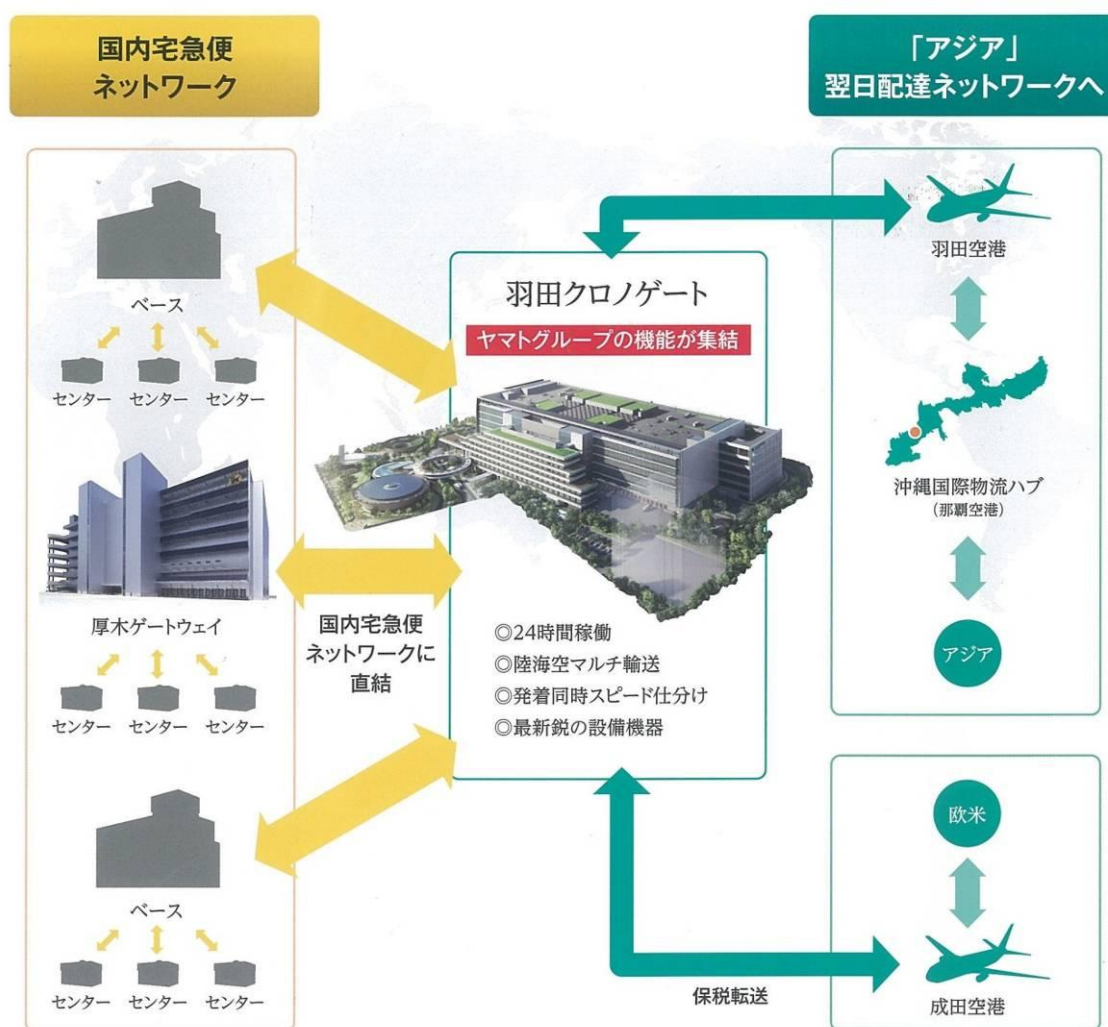 国内宅急便
ネットワーク
「アジア」
翌日配達ネットワークへ
ベース
センター センター センター
厚木ゲートウェイ
センター センター センター
ベース
センター センター センター
国内宅急便
ネットワークに
直結
羽田クロノゲート
ヤマトグループの機能が集結
◎24時間稼働
◎陸海空マルチ輸送
◎発着同時スピード仕分け
◎最新鋭の設備機器
羽田空港
沖縄国際物流ハブ
(那覇空港)
アジア
欧米
成田空港
保税転送